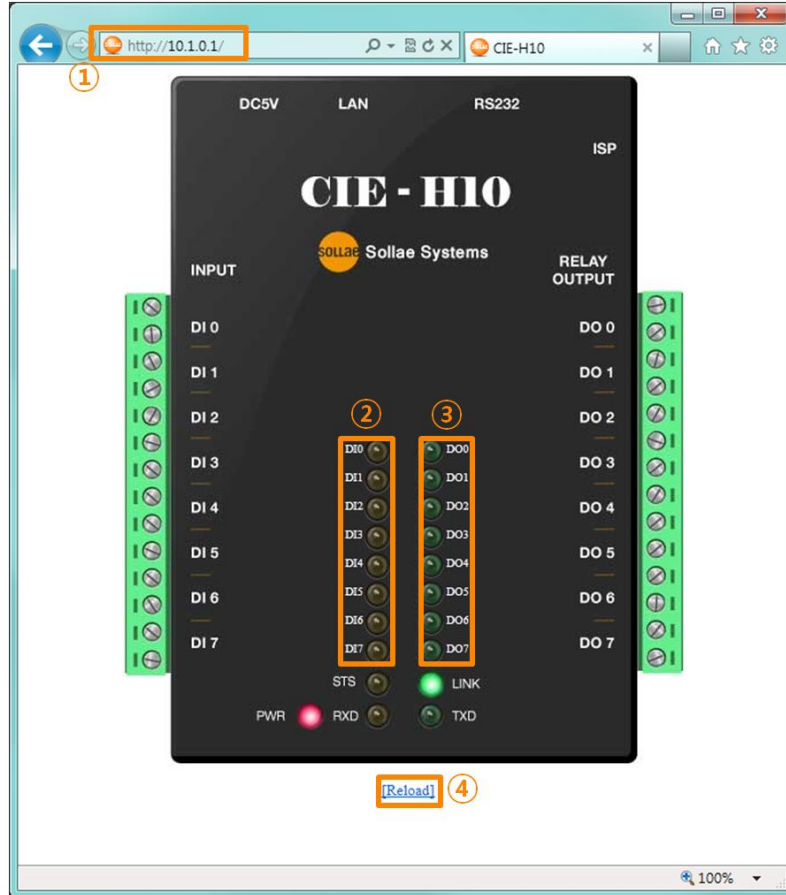 http://10.1.0.1/
CIE-H10
①
DC5V LAN RS232
ISP
CIE - H10
SOLLAE Sollae Systems
INPUT
RELAY
OUTPUT
DI 0 DO 0
DI 1 DO 1
DI 2 ② ③ DO 2
DI0 DO0
DI 3 DO 3
DI1 DO1
DI2 DO2
DI 4 DO 4
DI3 DO3
DI 5 DO 5
DI4 DO4
DI5 DO5
DI 6 DO 6
DI6 DO6
DI 7 DO 7
DI7 DO7
STS LINK
PWR RXD TXD
[Reload] ④
100%